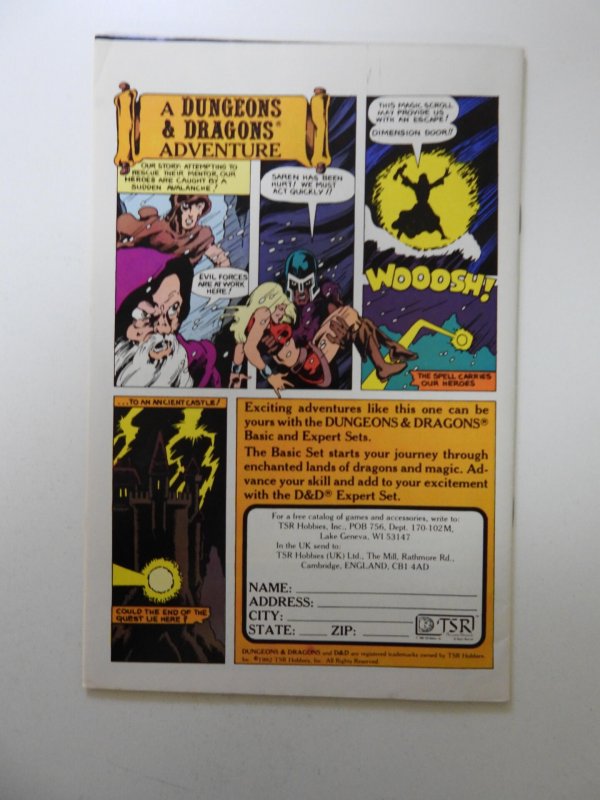 A DUNGEONS
& DRAGONS®
ADVENTURE
OUR STORY: ATTEMPTING TO
RESCUE THEIR MENTOR, OUR
HEROES ARE CAUGHT BY A
SUDDEN AVALANCHE!
EVIL FORCES
ARE AT WORK
HERE!
SAREN HAS BEEN
HURT! WE MUST
ACT QUICKLY!!
THIS MAGIC SCROLL
MAY PROVIDE US
WITH AN ESCAPE!
DIMENSION DOOR!!
WOOOSH!
THE SPELL CARRIES
OUR HEROES
...TO AN ANCIENT CASTLE!
COULD THE END OF THE
QUEST LIE HERE?
Exciting adventures like this one can be
yours with the DUNGEONS & DRAGONS®
Basic and Expert Sets.
The Basic Set starts your journey through
enchanted lands of dragons and magic. Ad-
vance your skill and add to your excitement
with the D&D® Expert Set.
For a free catalog of games and accessories, write to:
TSR Hobbies, Inc., POB 756, Dept. 170-102M,
Lake Geneva, WI 53147
In the UK send to:
TSR Hobbies (UK) Ltd., The Mill, Rathmore Rd.,
Cambridge, ENGLAND, CB1 4AD
NAME:
ADDRESS:
CITY:
STATE: ZIP:
TSR
DUNGEONS & DRAGONS and D&D are registered trademarks owned by TSR Hobbies,
Inc. ©1982 TSR Hobbies, Inc. All Rights Reserved.